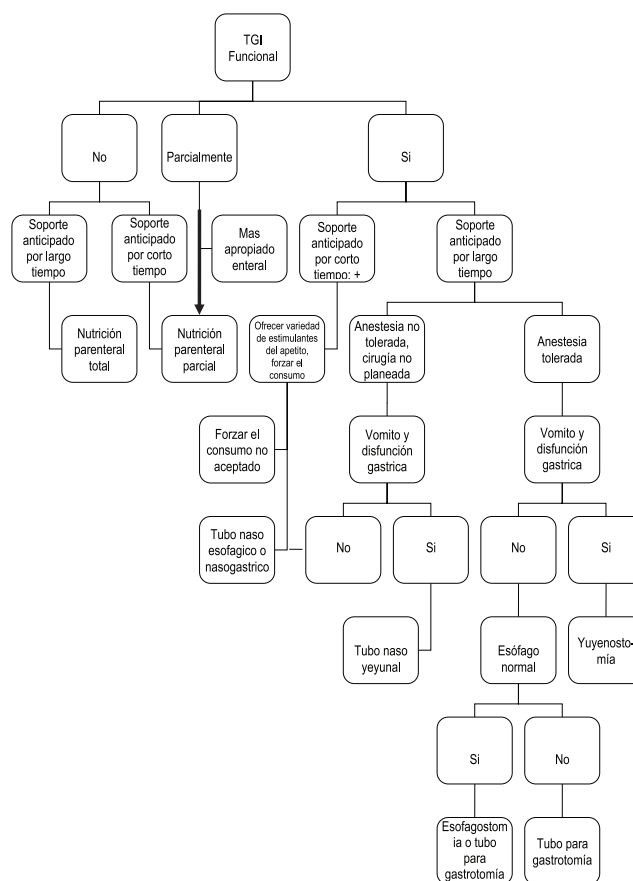 TGI
Funcional
No
Parcialmente
Si
Soporte
anticipado
por largo
tiempo
Soporte
anticipado
por corto
tiempo
Mas
apropiado
enteral
Soporte
anticipado
por corto
tiempo: +
Soporte
anticipado
por largo
tiempo
Nutrición
parenteral
total
Nutrición
parenteral
parcial
Ofrecer variedad
de estimulantes
del apetito,
forzar el
consumo
Anestesia no
tolerada,
cirugía no
planeada
Anestesia
tolerada
Forzar el
consumo no
aceptado
Vomito y
disfunción
gastrica
Vomito y
disfunción
gastrica
Tubo naso
esofagico o
nasogastrico
No
Si
No
Si
Tubo naso
yeyunal
Esófago
normal
Yuyenosto-
mía
Si
No
Esofagostom
ia o tubo
para
gastrotomía
Tubo para
gastrotomía